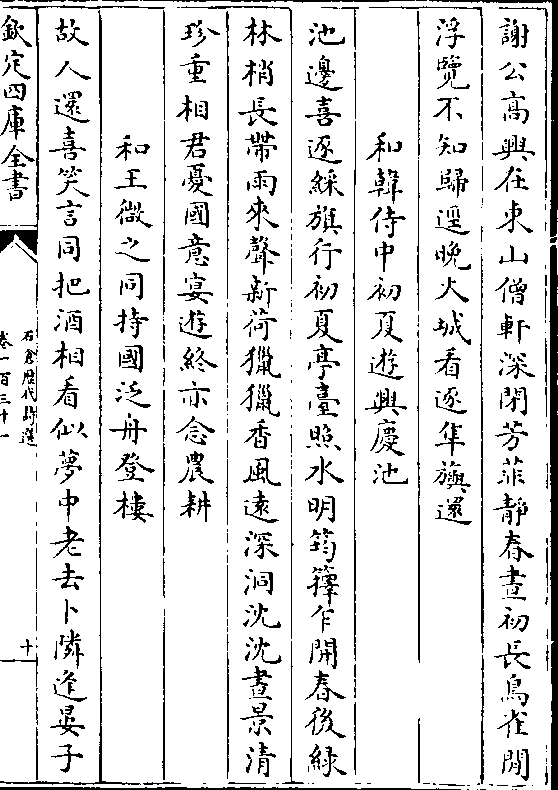 謝公高興在東山僧軒深閉芳菲靜春晝初長鳥雀閒
浮覽不知歸逕晚火城看逐隼旟還
和韓侍中初夏遊興慶池
池邊喜逐綵旗行初夏亭臺照水明筠籜乍開春後綠
林梢長帶雨來聲新荷獵獵香風遠深洞沈沈晝景清
珍重相君憂國意宴遊終亦念農耕
和王微之同持國泛舟登樓
故人還喜笑言同把酒相看似夢中老去卜隣逢晏子
欽定四庫全書
石倉歷代詩選
卷一百三十一
十